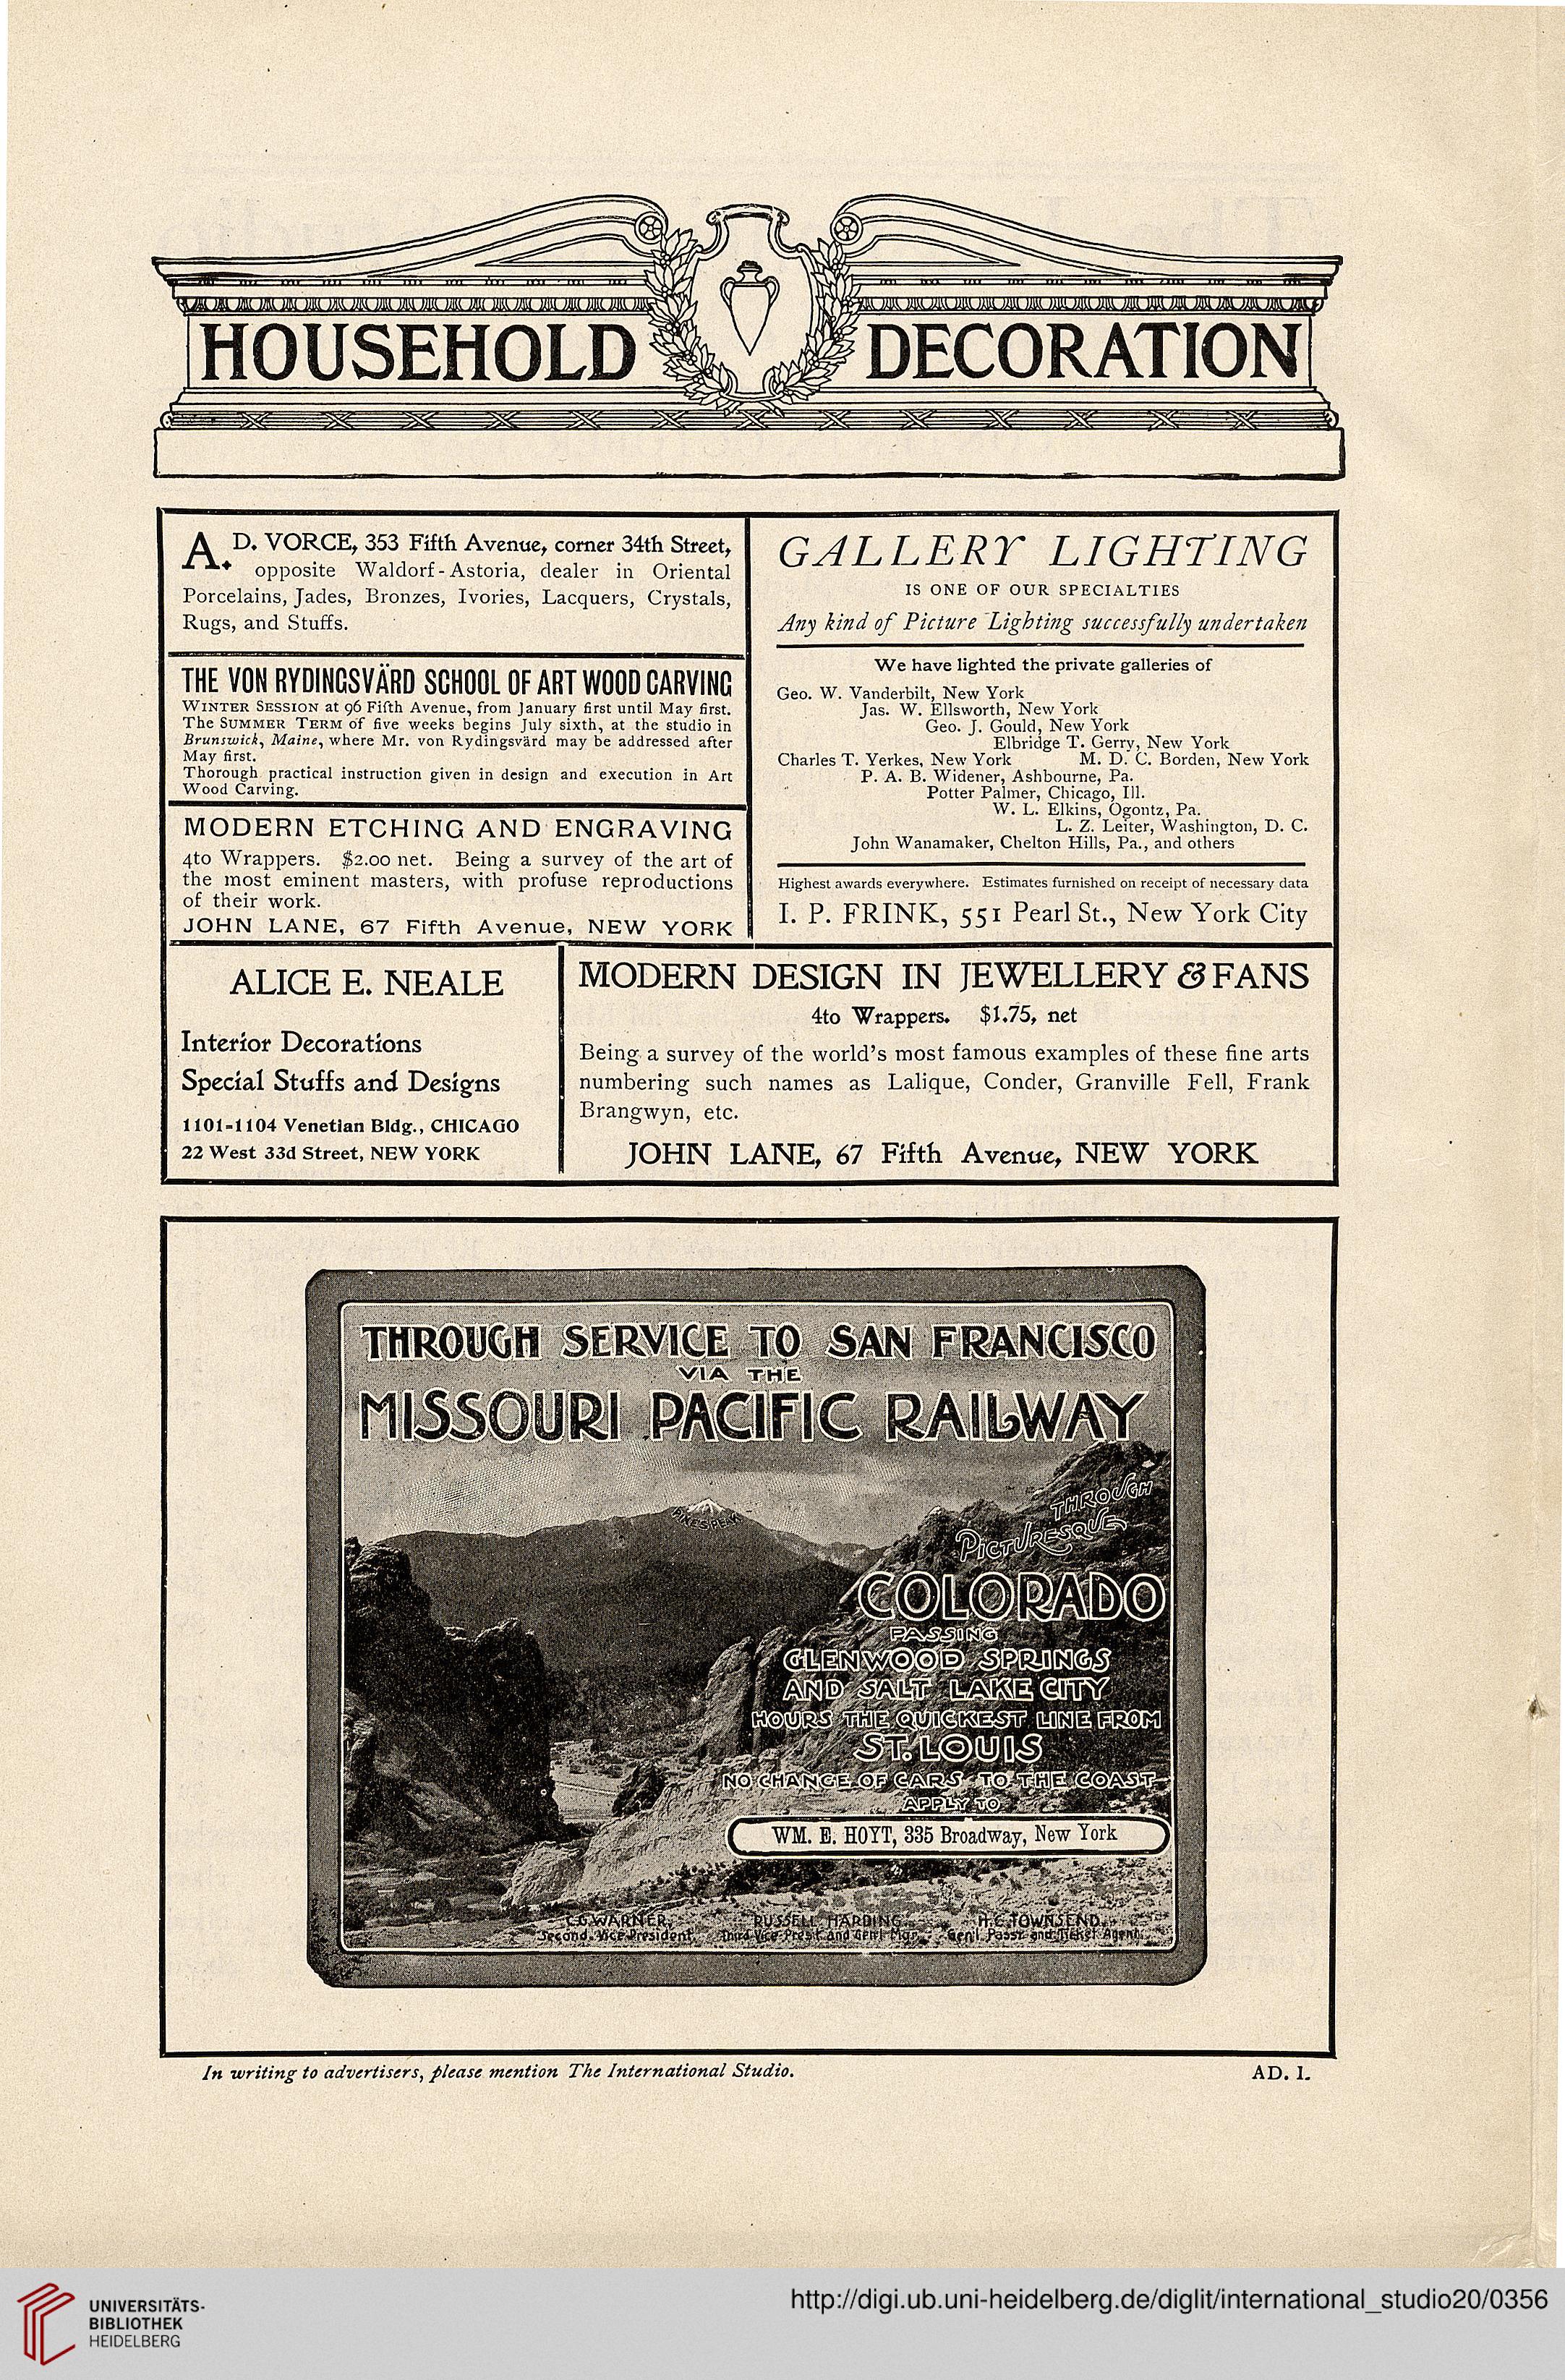 HOUSEHOLD DECORATION
A. D. VORCE, 353 Fifth Avenue, corner 34th Street,
opposite Waldorf-Astoria, dealer in Oriental
Porcelains, Jades, Bronzes, Ivories, Lacquers, Crystals,
Rugs, and Stuffs.
THE VON RYDINGSVÄRD SCHOOL OF ART WOOD CARVING
WINTER SESSION at 96 Fifth Avenue, from January first until May first.
The SUMMER TERM of five weeks begins July sixth, at the studio in
Brunswick, Maine, where Mr. von Rydingsvärd may be addressed after
May first.
Thorough practical instruction given in design and execution in Art
Wood Carving.
MODERN ETCHING AND ENGRAVING
4to Wrappers. $2.00 net. Being a survey of the art of
the most eminent masters, with profuse reproductions
of their work.
JOHN LANE, 67 Fifth Avenue, NEW YORK
GALLERY LIGHTING
IS ONE OF OUR SPECIALTIES
Any kind of Picture Lighting successfully undertaken
We have lighted the private galleries of
Geo. W. Vanderbilt, New York
Jas. W. Ellsworth, New York
Geo. J. Gould, New York
Elbridge T. Gerry, New York
Charles T. Yerkes, New York M. D. C. Borden, New York
P. A. B. Widener, Ashbourne, Pa.
Potter Palmer, Chicago, Ill.
W. L. Elkins, Ogontz, Pa.
L. Z. Leiter, Washington, D. C.
John Wanamaker, Chelton Hills, Pa., and others
Highest awards everywhere. Estimates furnished on receipt of necessary data
I. P. FRINK, 551 Pearl St., New York City
ALICE E. NEALE
Interior Decorations
Special Stuffs and Designs
1101-1104 Venetian Bldg., CHICAGO
22 West 33d Street, NEW YORK
MODERN DESIGN IN JEWELLERY & FANS
4to Wrappers. $1.75, net
Being a survey of the world's most famous examples of these fine arts
numbering such names as Lalique, Conder, Granville Fell, Frank
Brangwyn, etc.
JOHN LANE, 67 Fifth Avenue, NEW YORK
THROUGH SERVICE TO SAN FRANCISCO
VIA THE
MISSOURI PACIFIC RAILWAY
PIKES PEAK
THROUGH
PICTURESQUE
COLORADO
PASSING
GLENWOOD SPRINGS
AND SALT LAKE CITY
HOURS THE QUICKEST LINE FROM
ST. LOUIS
NO CHANGE OF CARS TO THE COAST
APPLY TO
WM. E. HOYT, 335 Broadway, New York
C.G. WARNER, RUSSELL HARDING, H.C. TOWNSEND,
Second Vice President, Third Vice Pres't and Gen'l Mgr., Gen'l Pass'r and Ticket Agent.
In writing to advertisers, please mention The International Studio.
AD. I.
UNIVERSITÄTS-
BIBLIOTHEK
HEIDELBERG
http://digi.ub.uni-heidelberg.de/diglit/international_studio20/0356